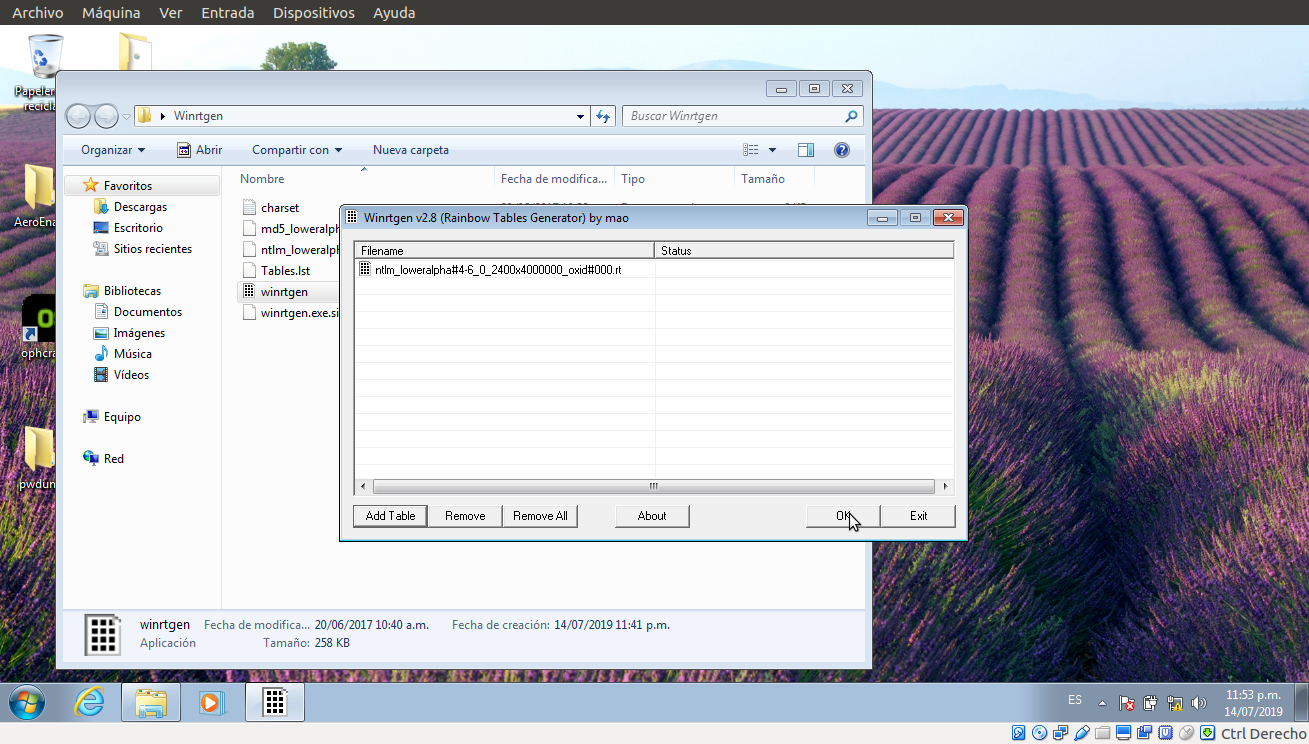 Archivo Máquina Ver Entrada Dispositivos Ayuda
Winrtgen
Buscar Winrtgen
Organizar Abrir Compartir con Nueva carpeta
Nombre Fecha de modifica... Tipo Tamaño
Favoritos
Descargas
Escritorio
Sitios recientes
Bibliotecas
Documentos
Imágenes
Música
Vídeos
Equipo
Red
charset
md5_loweralph
ntlm_loweralph
Tables.lst
winrtgen
winrtgen.exe.si
Winrtgen v2.8 (Rainbow Tables Generator) by mao
Filename Status
ntlm_loweralpha#4-6_0_2400x4000000_oxid#000.rt
Add Table Remove Remove All About OK Exit
winrtgen Fecha de modifica... 20/06/2017 10:40 a.m. Fecha de creación: 14/07/2019 11:41 p.m.
Aplicación Tamaño: 258 KB
Papeler
recicla
AeroEna
ophcra
pwdun
ES
11:53 p.m.
14/07/2019
Ctrl Derecho